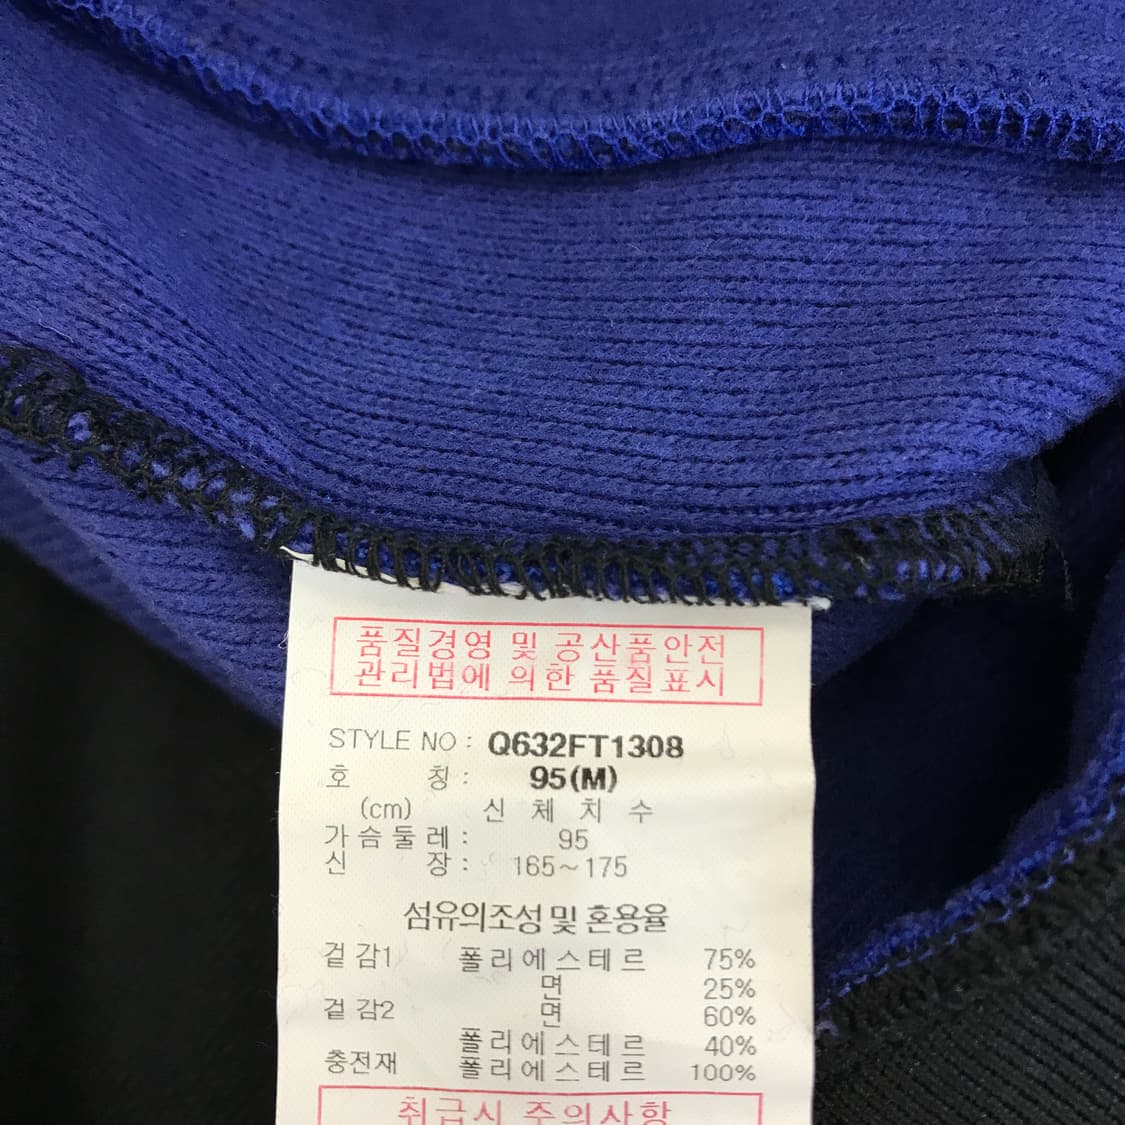 품질경영 및 공산품안전
관리법에 의한 품질표시
STYLE NO : Q632FT1308
호 칭 : 95(M)
(cm) 신 체 치 수
가슴둘레 : 95
신 장 : 165~175
섬유의조성 및 혼용율
겉감1 폴리에스테르 75%
면 25%
겉감2 면 60%
폴리에스테르 40%
충전재 폴리에스테르 100%
취급시 주의사항